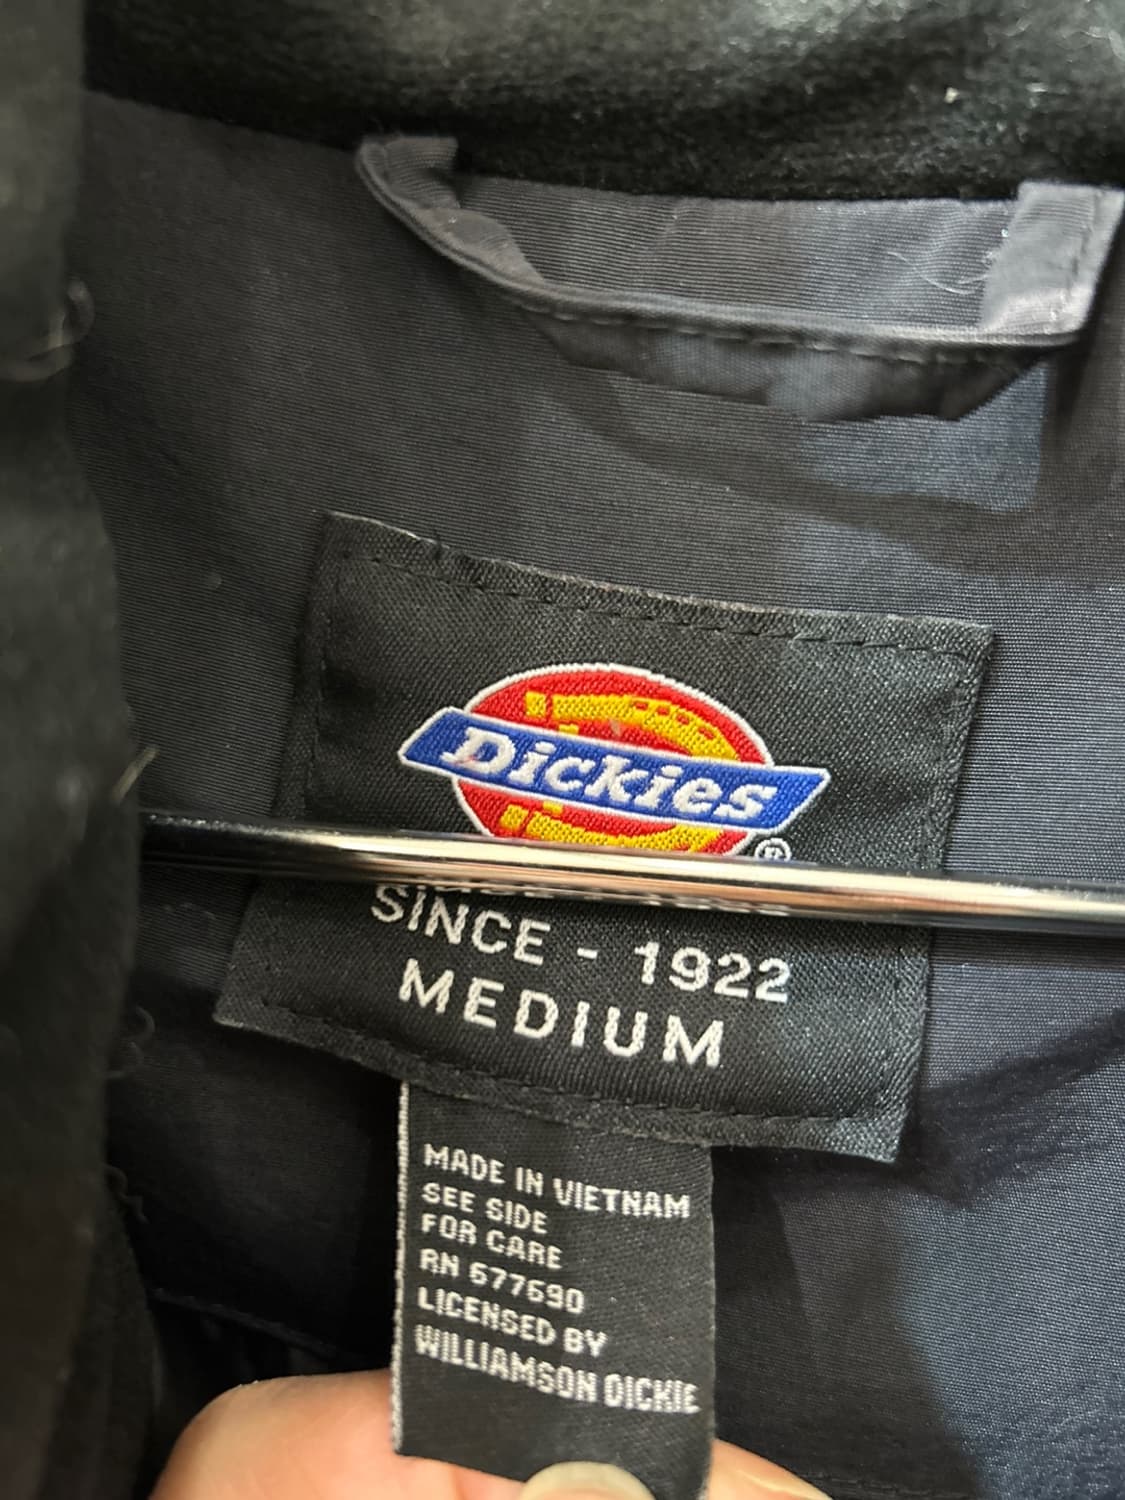 Dickies
®
SINCE - 1922
MEDIUM
MADE IN VIETNAM
SEE SIDE
FOR CARE
RN 677690
LICENSED BY
WILLIAMSON DICKIE